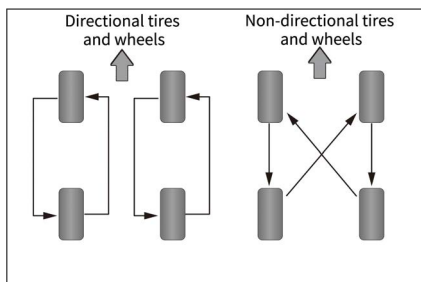 Directional tires
and wheels
Non-directional tires
and wheels